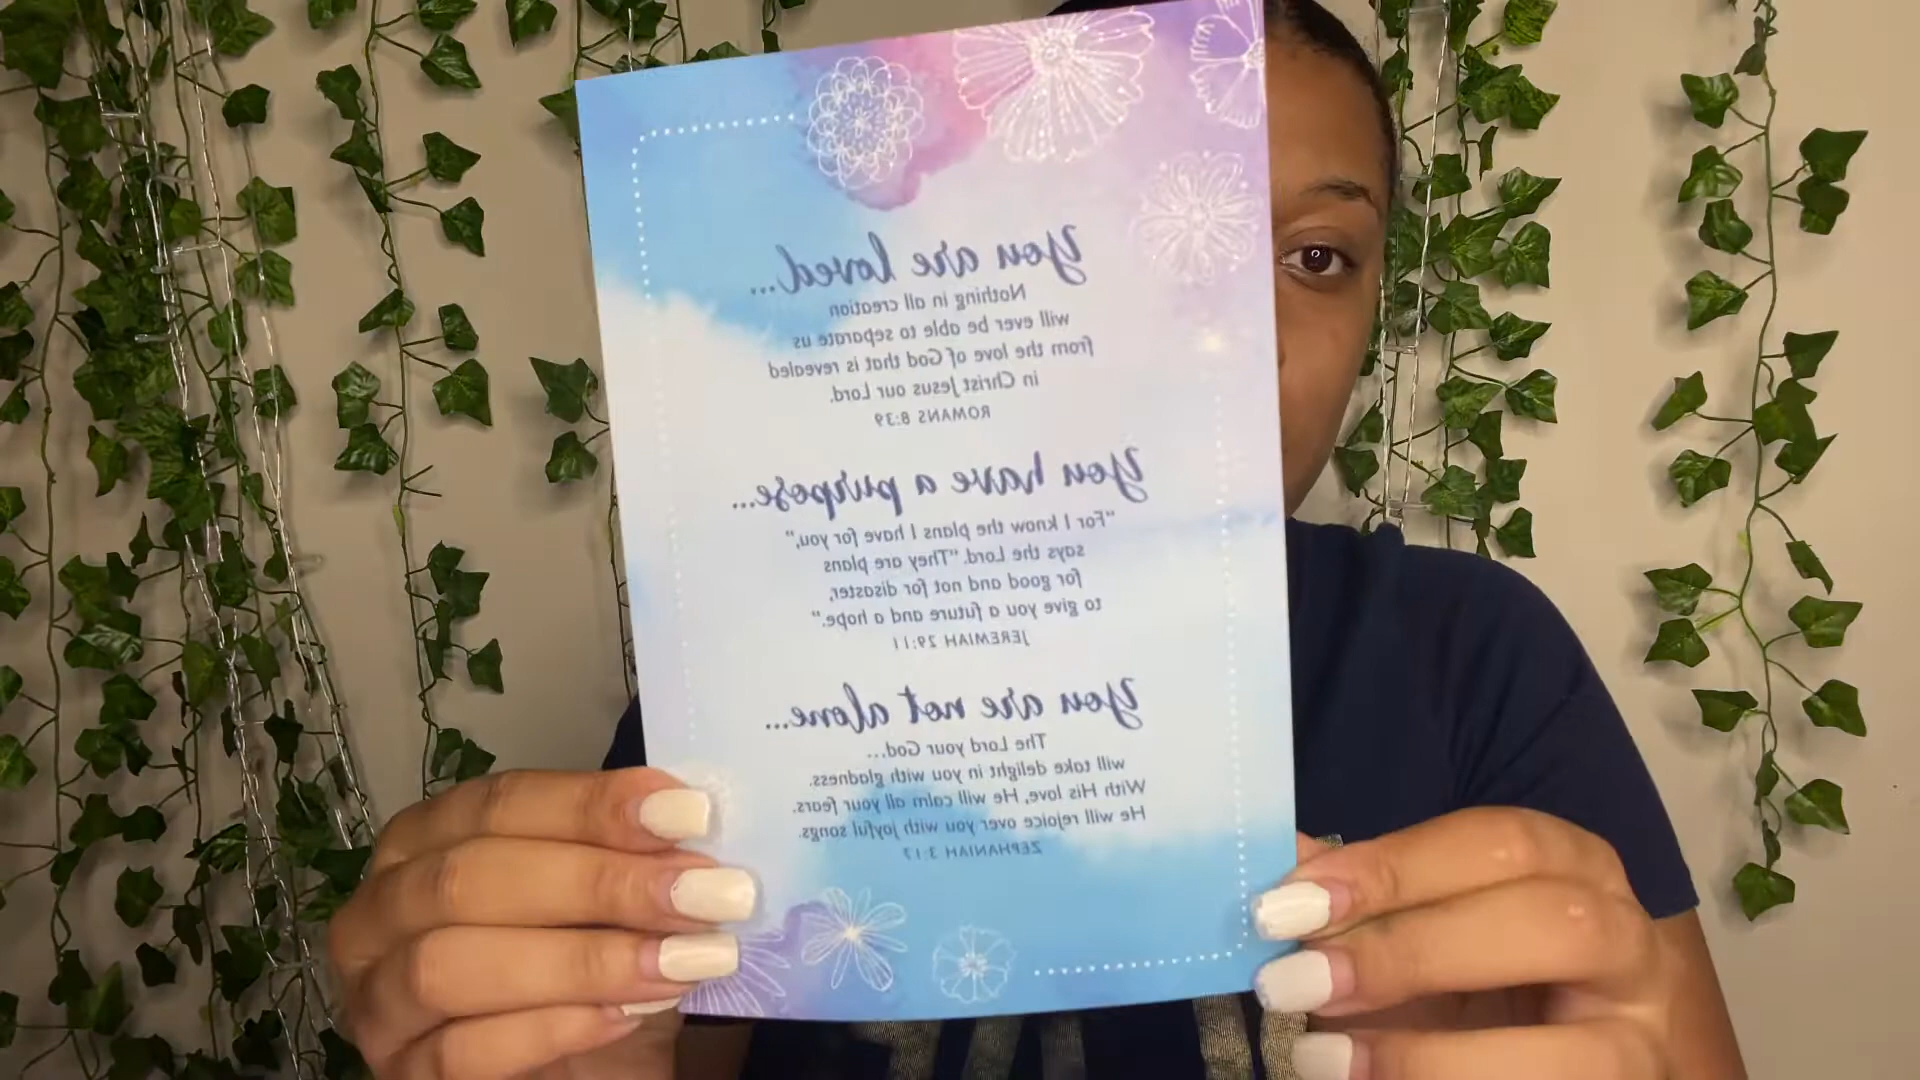 You are loved...
Nothing in all creation
will ever be able to separate us
from the love of God that is revealed
in Christ Jesus our Lord.
ROMANS 8:39
You have a purpose...
"For I know the plans I have for you,"
says the Lord. "They are plans
for good and not for disaster,
to give you a future and a hope."
JEREMIAH 29:11
You are not alone...
The Lord your God...
will take delight in you with gladness.
With His love, He will calm all your fears.
He will rejoice over you with joyful songs.
ZEPHANIAH 3:17